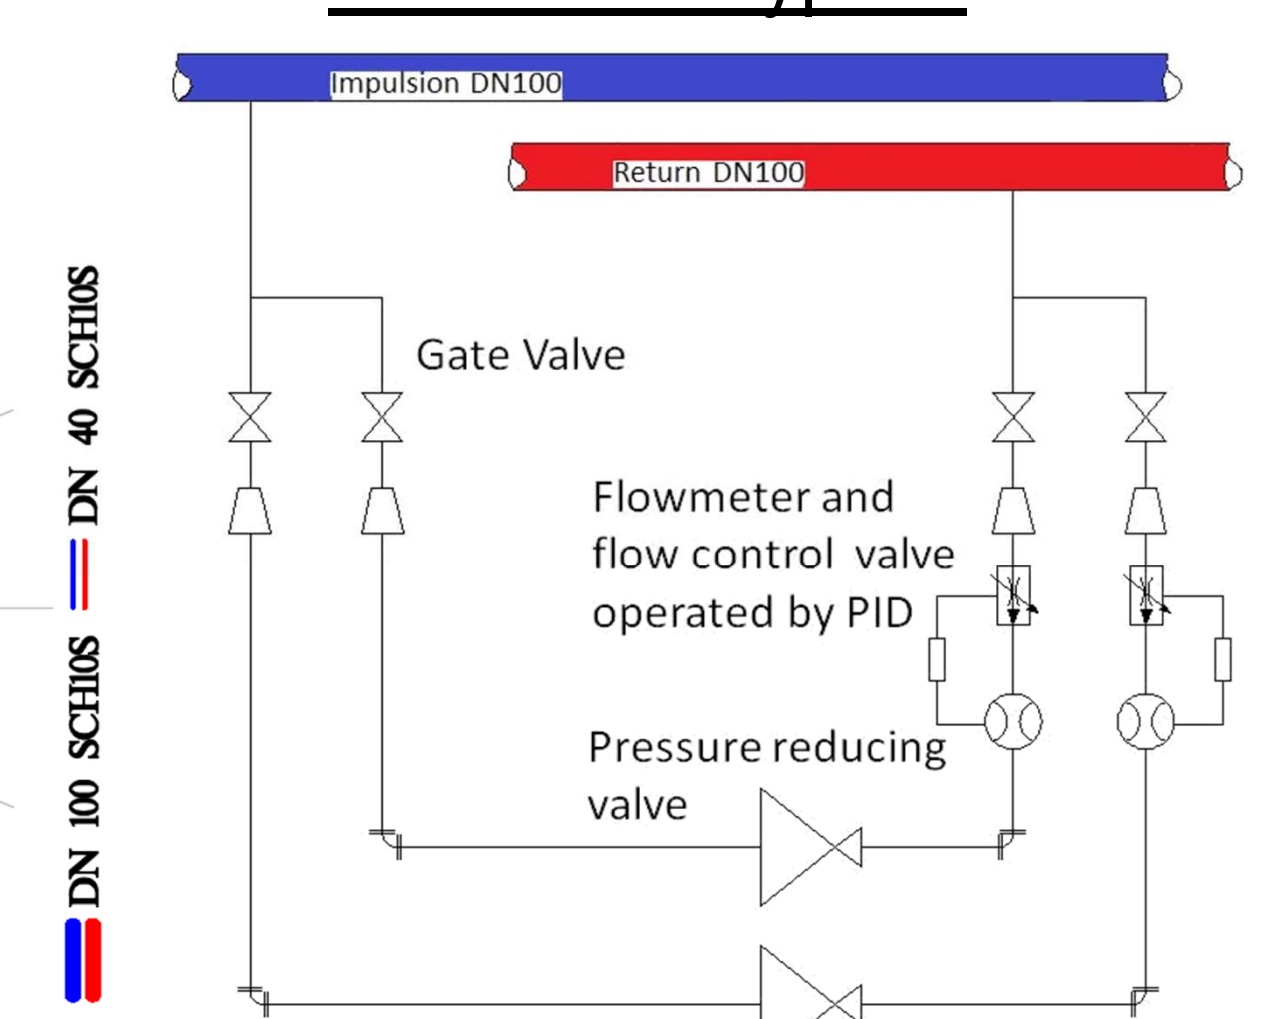 Impulsion DN100
Return DN100
Gate Valve
Flowmeter and
flow control valve
operated by PID
Pressure reducing
valve
DN 40 SCH10S
DN 100 SCH10S